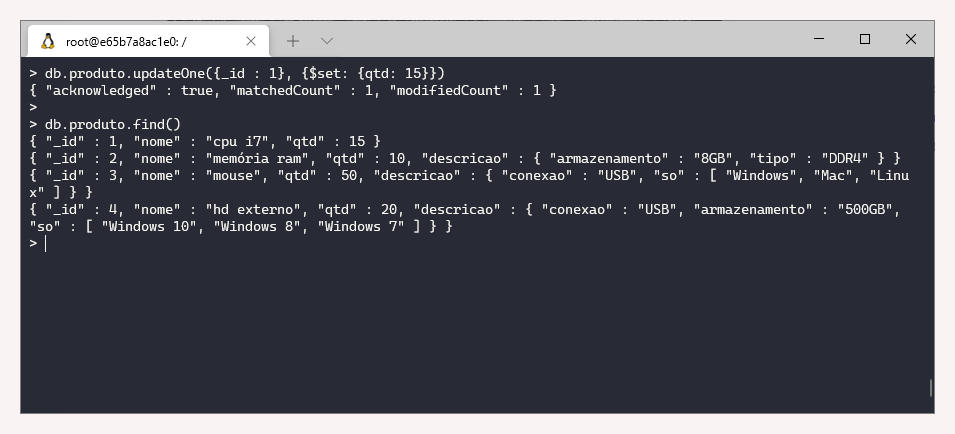 root@e65b7a8ac1e0: /
> db.produto.updateOne({_id : 1}, {$set: {qtd: 15}})
{ "acknowledged" : true, "matchedCount" : 1, "modifiedCount" : 1 }
>
> db.produto.find()
{ "_id" : 1, "nome" : "cpu i7", "qtd" : 15 }
{ "_id" : 2, "nome" : "memória ram", "qtd" : 10, "descricao" : { "armazenamento" : "8GB", "tipo" : "DDR4" } }
{ "_id" : 3, "nome" : "mouse", "qtd" : 50, "descricao" : { "conexao" : "USB", "so" : [ "Windows", "Mac", "Linu
x" ] } }
{ "_id" : 4, "nome" : "hd externo", "qtd" : 20, "descricao" : { "conexao" : "USB", "armazenamento" : "500GB",
"so" : [ "Windows 10", "Windows 8", "Windows 7" ] } }
>